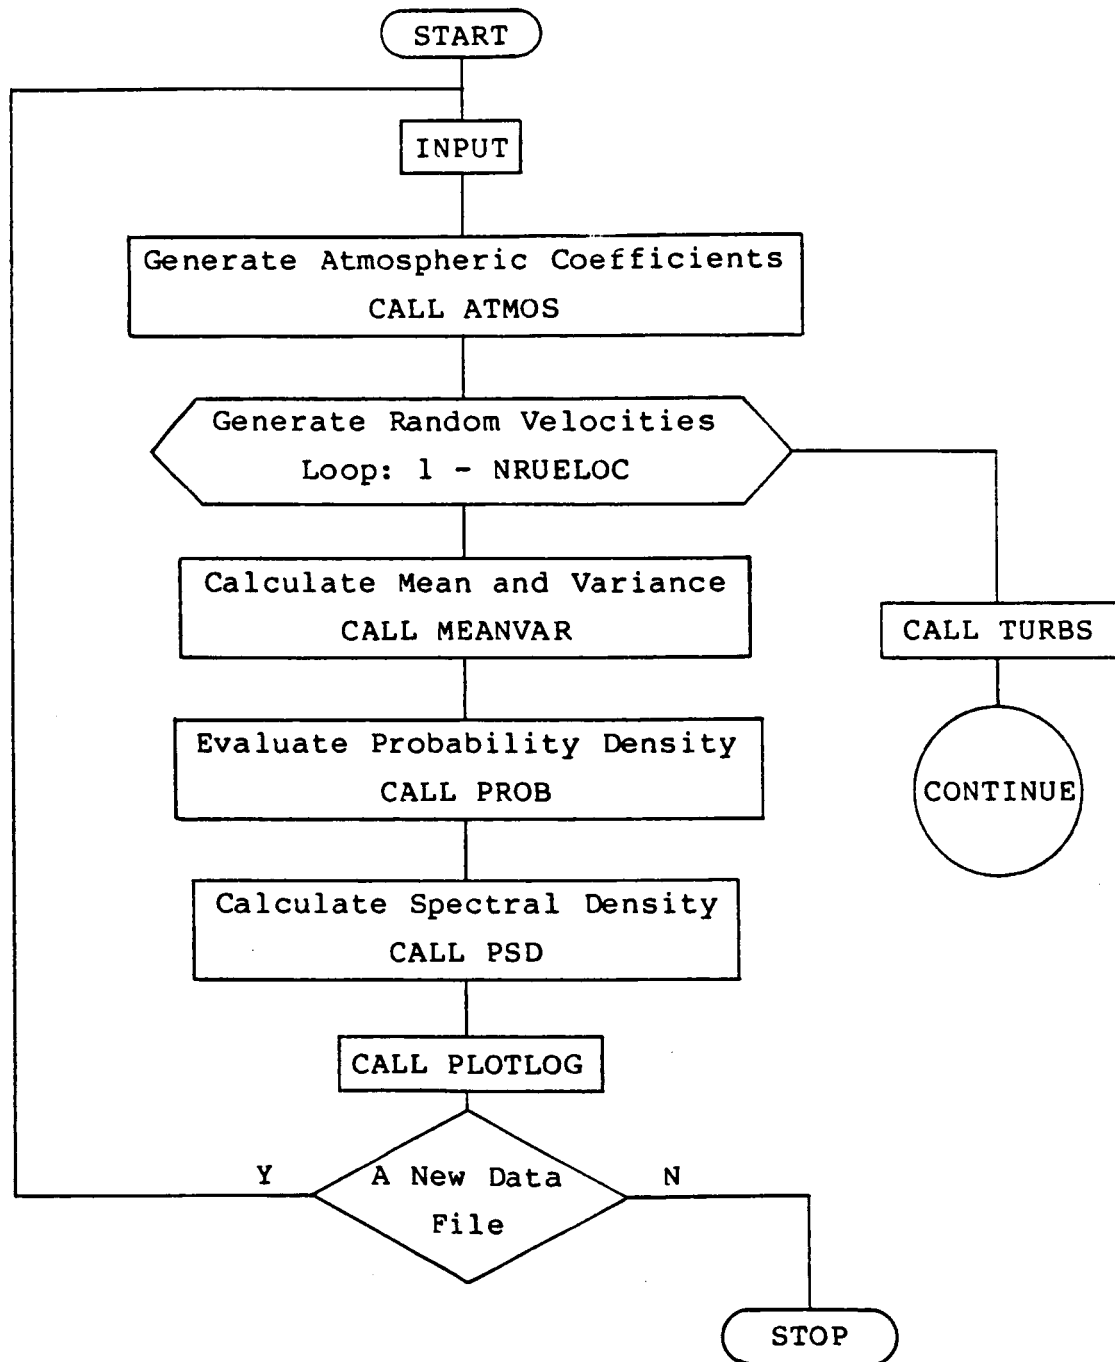 START
INPUT
Generate Atmospheric Coefficients
CALL ATMOS
Generate Random Velocities
Loop: 1 - NRUELOC
Calculate Mean and Variance
CALL MEANVAR
CALL TURBS
Evaluate Probability Density
CALL PROB
CONTINUE
Calculate Spectral Density
CALL PSD
CALL PLOTLOG
Y
A New Data
N
File
STOP